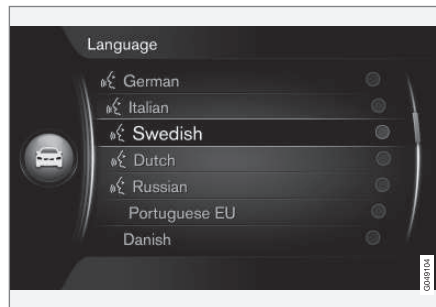 Language
German
Italian
Swedish
Dutch
Russian
Portuguese EU
Danish
G049104